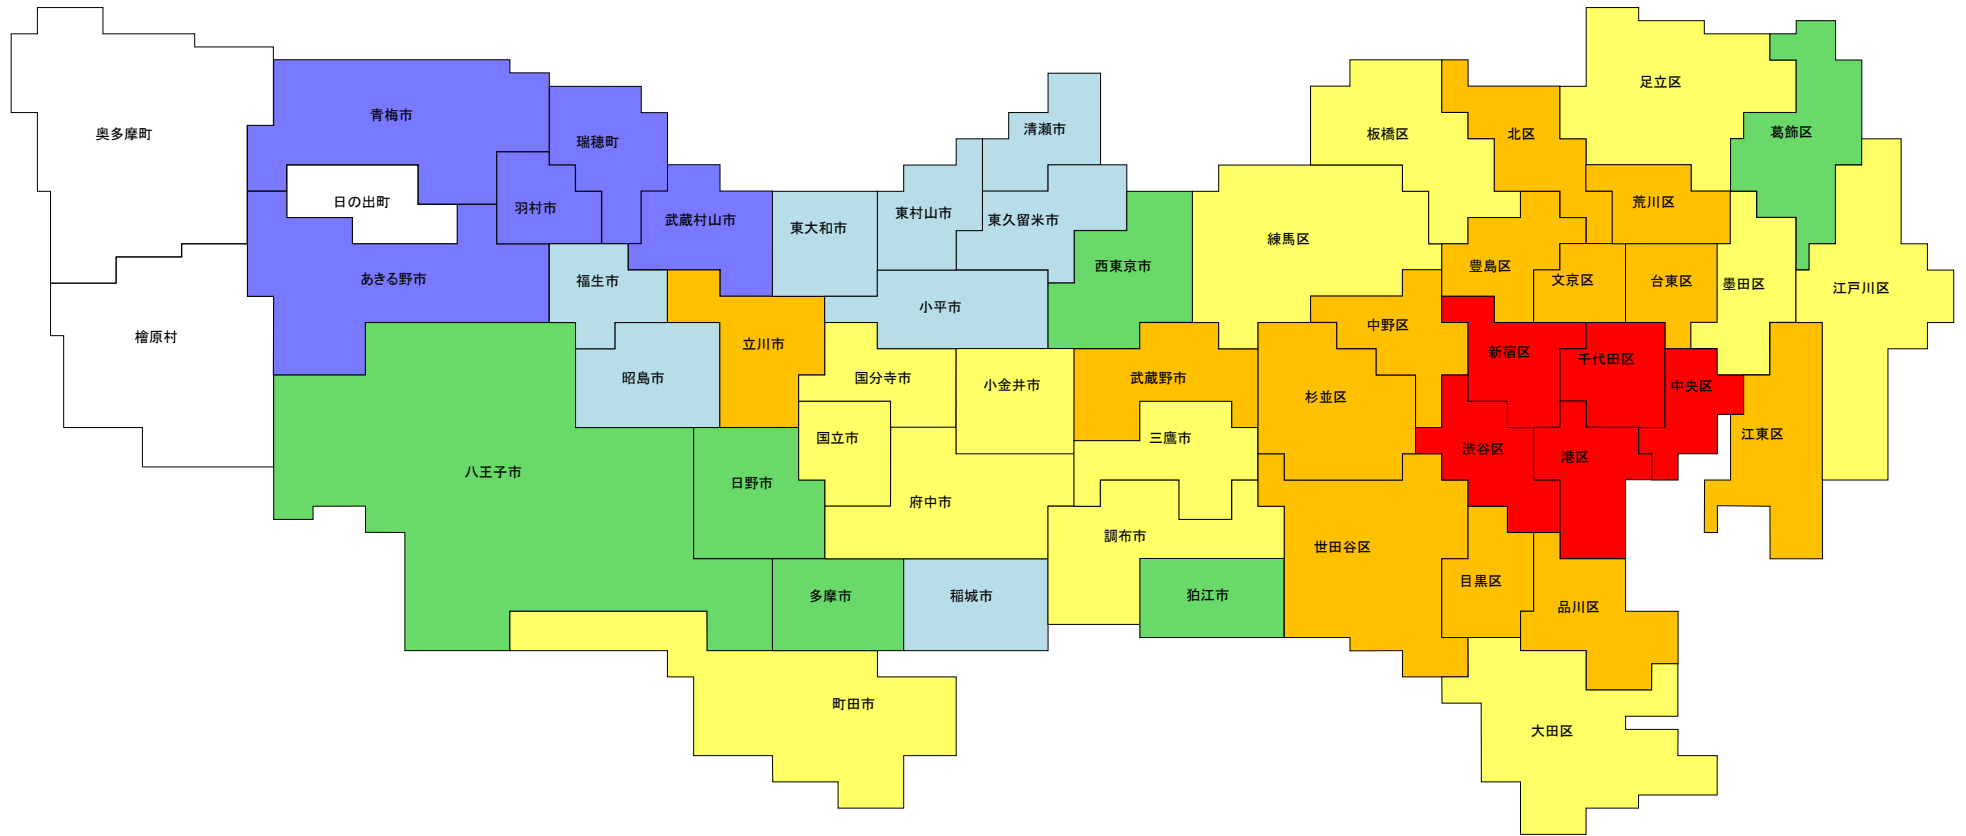 足立区
青梅市
清瀬市
葛飾区
奥多摩町
瑞穂町
板橋区
北区
日の出町
羽村市
武蔵村山市
東大和市
東村山市
東久留米市
練馬区
荒川区
あきる野市
福生市
西東京市
豊島区
文京区
台東区
墨田区
江戸川区
小平市
檜原村
立川市
中野区
新宿区
千代田区
昭島市
国分寺市
小金井市
武蔵野市
杉並区
中央区
国立市
三鷹市
渋谷区
港区
江東区
八王子市
日野市
府中市
調布市
世田谷区
多摩市
稲城市
狛江市
目黒区
品川区
町田市
大田区